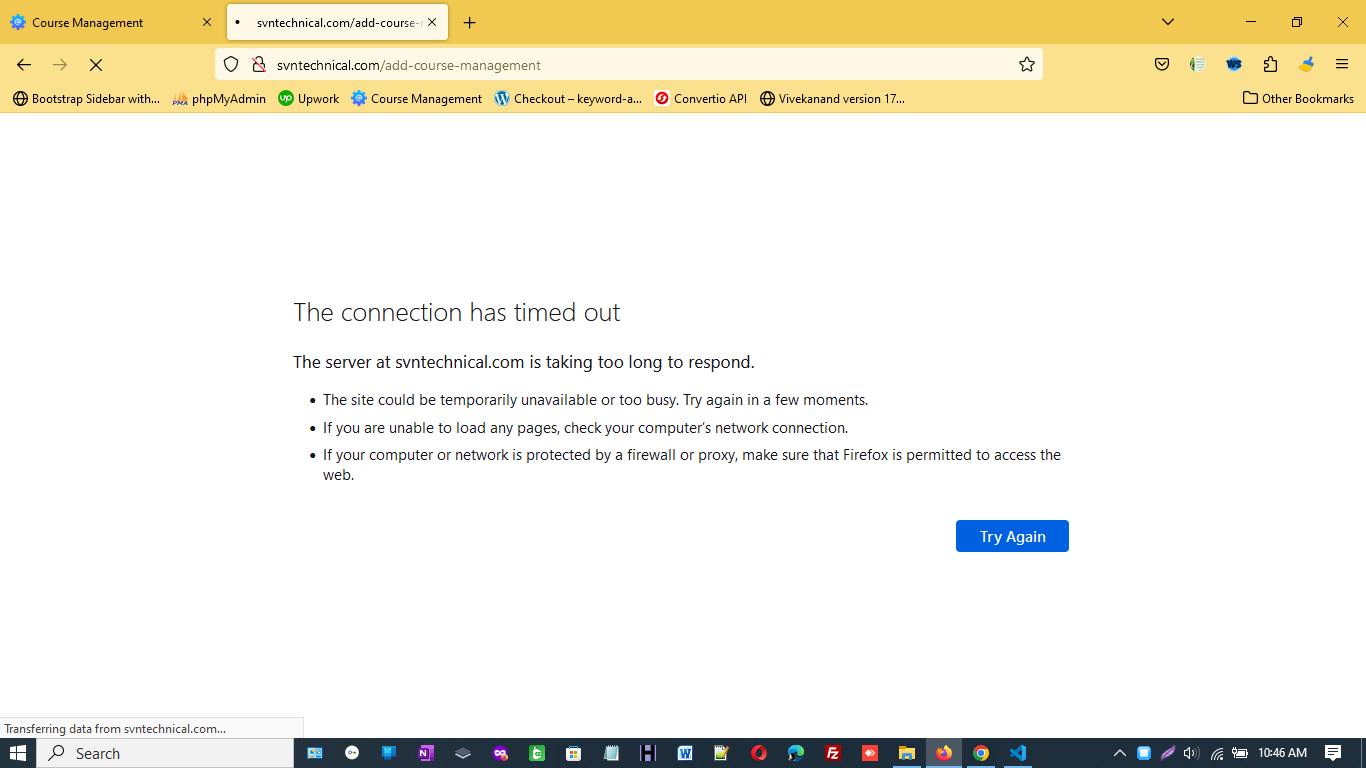 Course Management
svntechnical.com/add-course-
svntechnical.com/add-course-management
Bootstrap Sidebar with... phpMyAdmin Upwork Course Management Checkout – keyword-a... Convertio API Vivekanand version 17... Other Bookmarks
The connection has timed out
The server at svntechnical.com is taking too long to respond.
The site could be temporarily unavailable or too busy. Try again in a few moments.
If you are unable to load any pages, check your computer’s network connection.
If your computer or network is protected by a firewall or proxy, make sure that Firefox is permitted to access the
web.
Try Again
Transferring data from svntechnical.com...
Search
10:46 AM